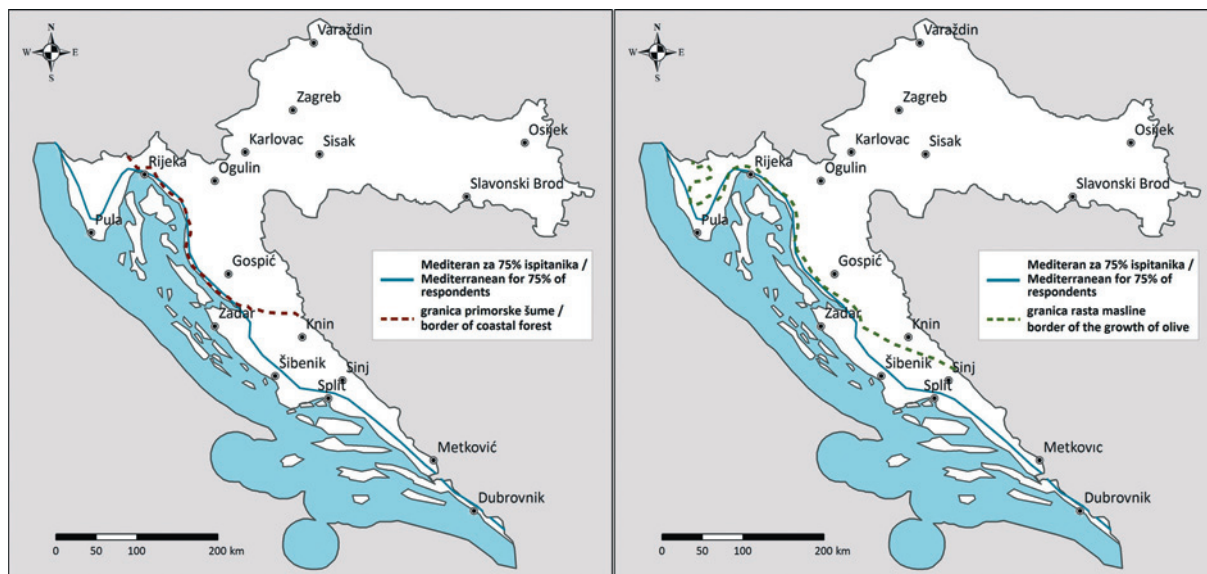 N
W E
S
Varaždin
Zagreb
Karlovac
Sisak
Osijek
Rijeka
Ogulin
Slavonski Brod
Pula
Gospić
Mediteran za 75% ispitanika /
Mediterranean for 75% of
respondents
granica primorske šume /
border of coastal forest
Zadar
Knin
Šibenik
Sinj
Split
Metković
Dubrovnik
0 50 100 200 km
N
W E
S
Varaždin
Zagreb
Karlovac
Sisak
Osijek
Rijeka
Ogulin
Slavonski Brod
Pula
Gospić
Mediteran za 75% ispitanika /
Mediterranean for 75% of
respondents
granica rasta masline
border of the growth of olive
Zadar
Knin
Šibenik
Sinj
Split
Metković
Dubrovnik
0 50 100 200 km